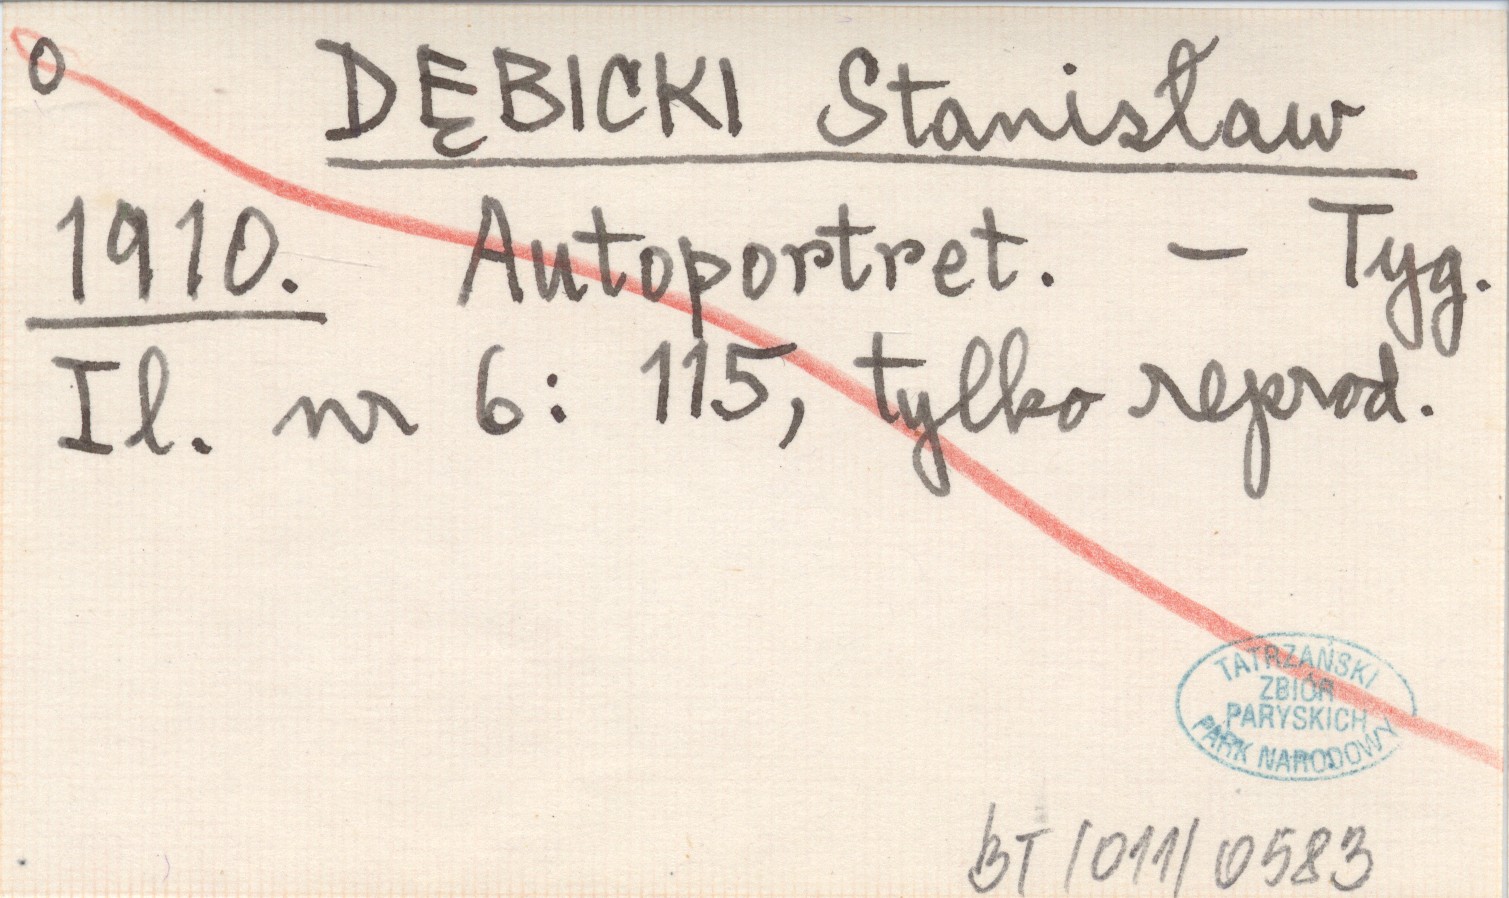 o DĘBICKI Stanisław
1910. Autoportret. – Tyg.
Il. nr 6: 115, tylko reprod.
TATRZAŃSKI
ZBIÓR
PARYSKICH
PARK NARODOWY
BT/011/0583